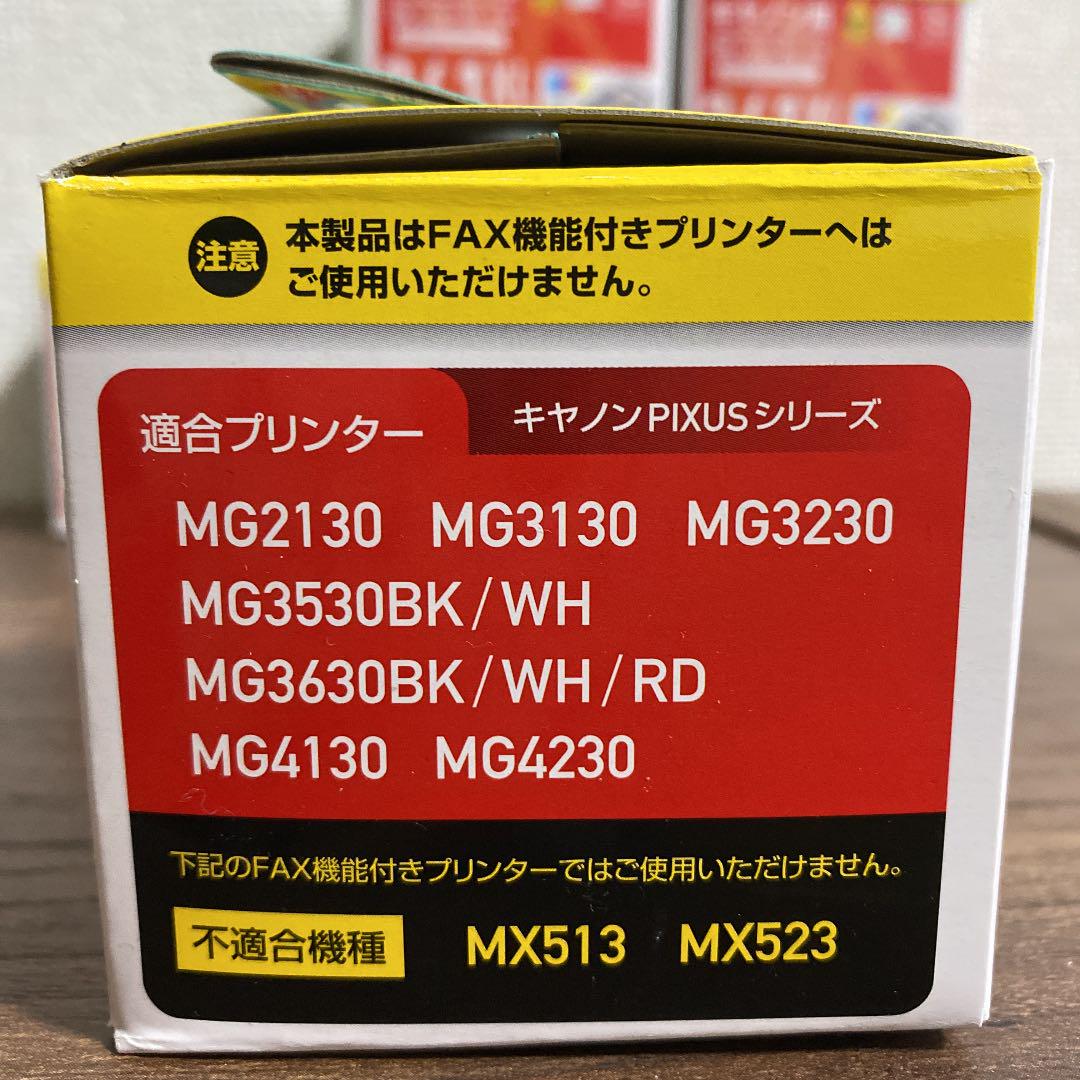 注意
本製品はFAX機能付きプリンターへは
ご使用いただけません。
適合プリンター
キヤノンPIXUSシリーズ
MG2130 MG3130 MG3230
MG3530BK/WH
MG3630BK/WH/RD
MG4130 MG4230
下記のFAX機能付きプリンターではご使用いただけません。
不適合機種 MX513 MX523